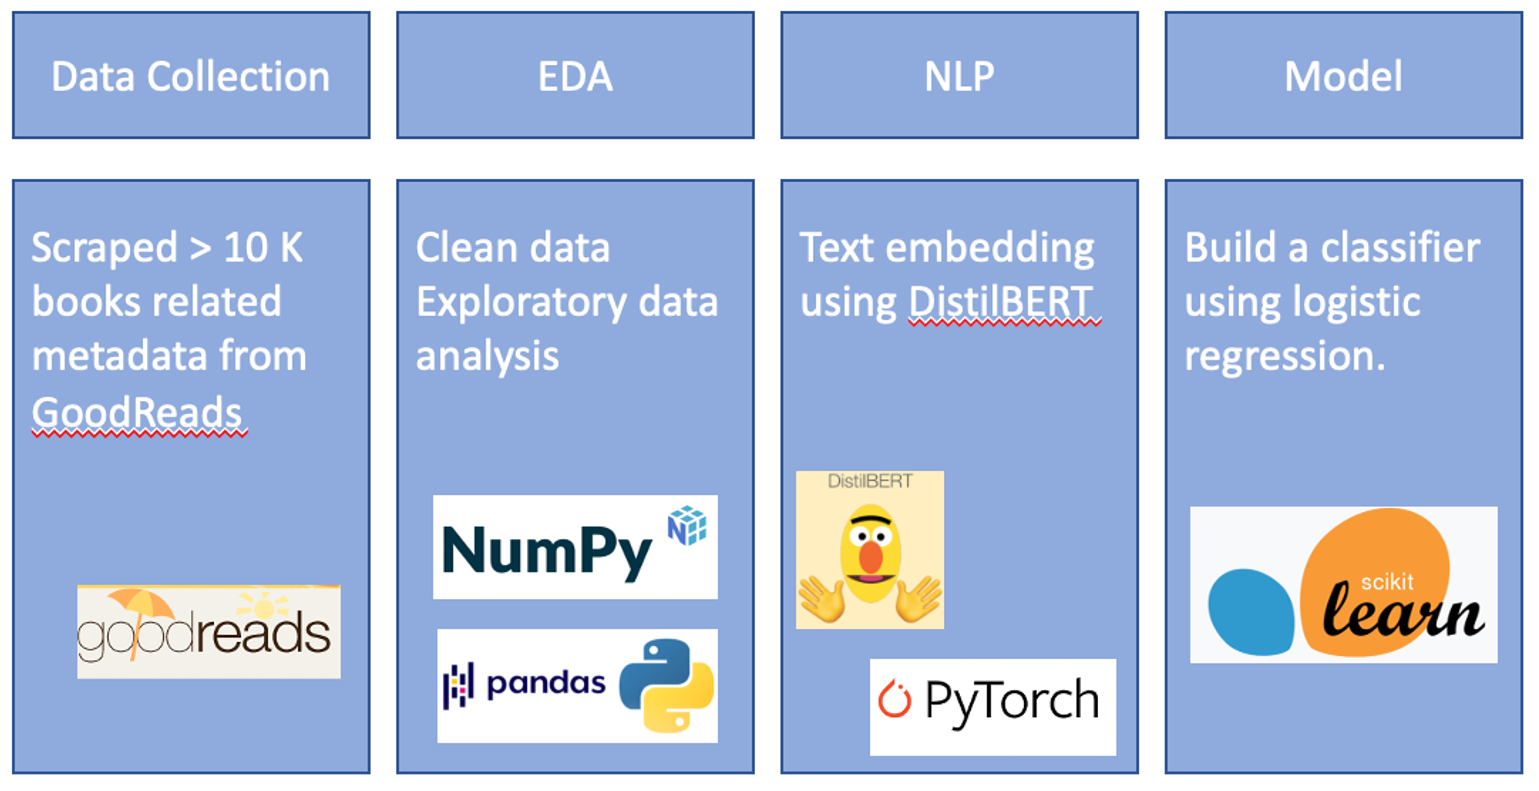 Data Collection
EDA
NLP
Model
Scraped > 10 K
books related
metadata from
GoodReads
goodreads
Clean data
Exploratory data
analysis
NumPy
pandas
Text embedding
using DistilBERT
DistilBERT
PyTorch
Build a classifier
using logistic
regression.
scikit
learn